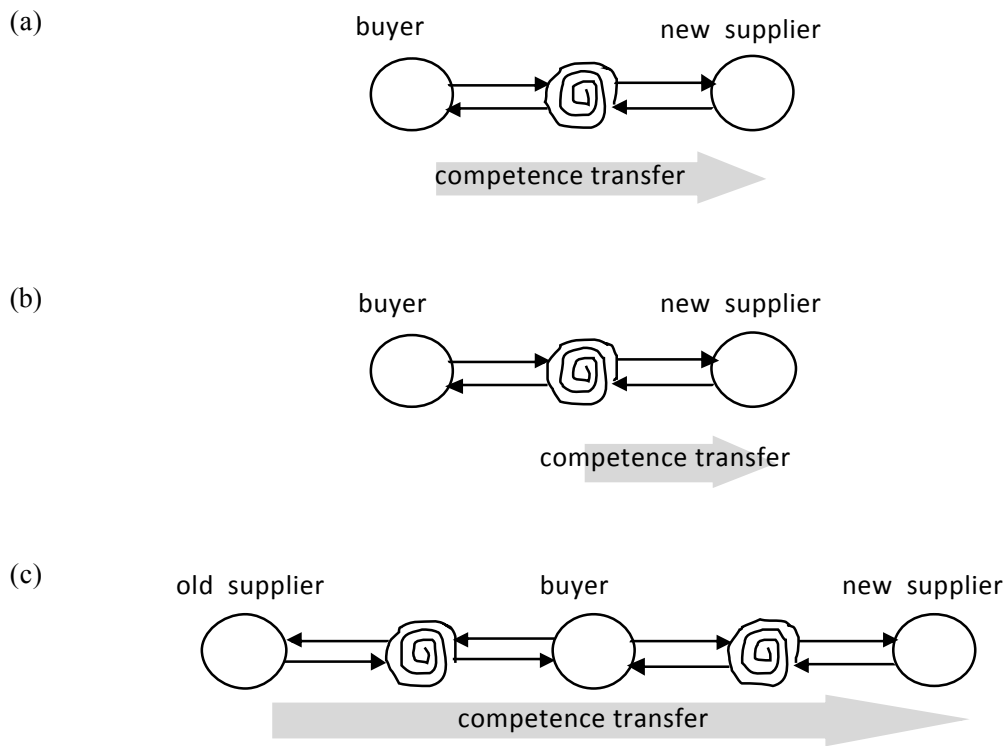 (a)
buyer new supplier
competence transfer
(b)
buyer new supplier
competence transfer
(c)
old supplier buyer new supplier
competence transfer